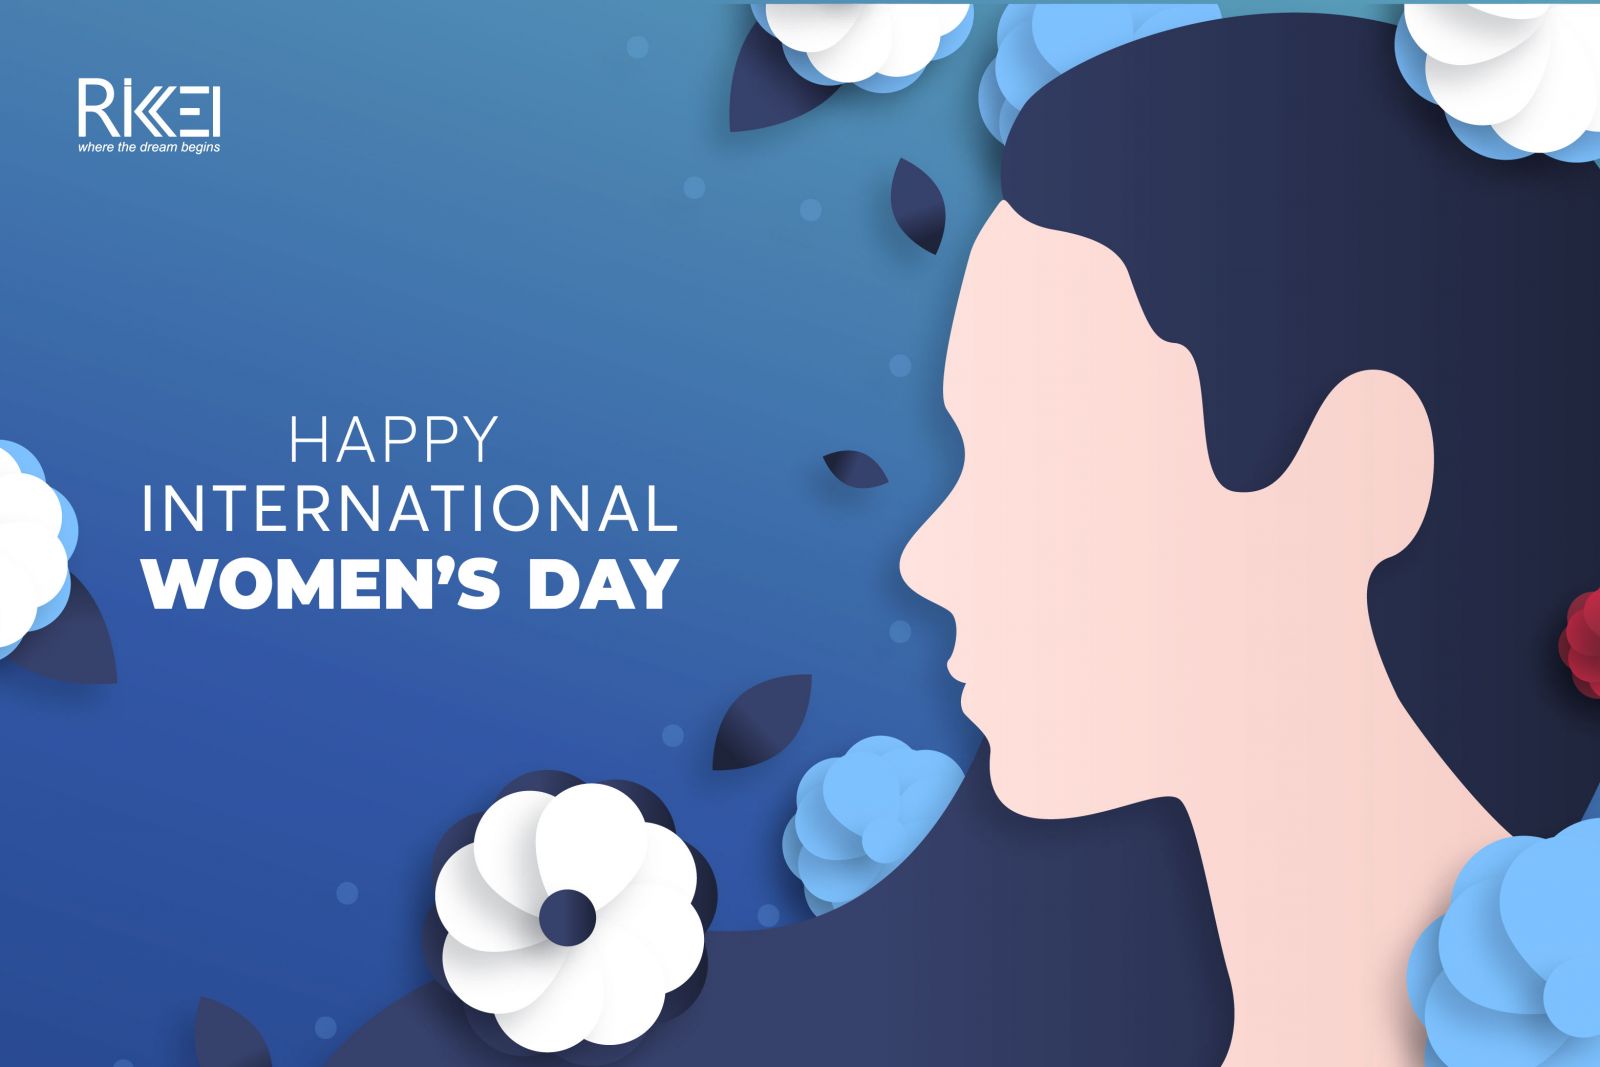 RIKKEI
where the dream begins
HAPPY
INTERNATIONAL
WOMEN'S DAY